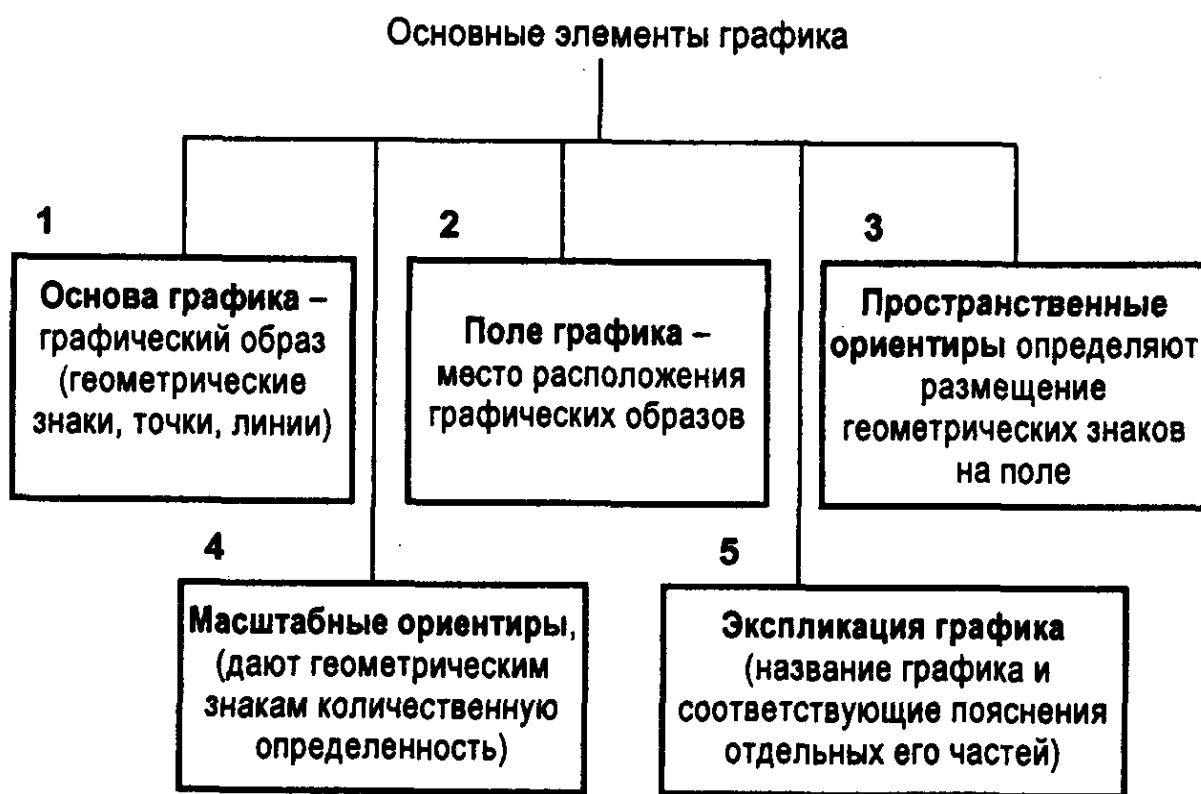 Основные элементы графика
1
Основа графика –
графический образ
(геометрические
знаки, точки, линии)
2
Поле графика –
место расположения
графических образов
3
Пространственные
ориентиры определяют
размещение
геометрических знаков
на поле
4
Масштабные ориентиры,
(дают геометрическим
знакам количественную
определенность)
5
Экспликация графика
(название графика и
соответствующие пояснения
отдельных его частей)